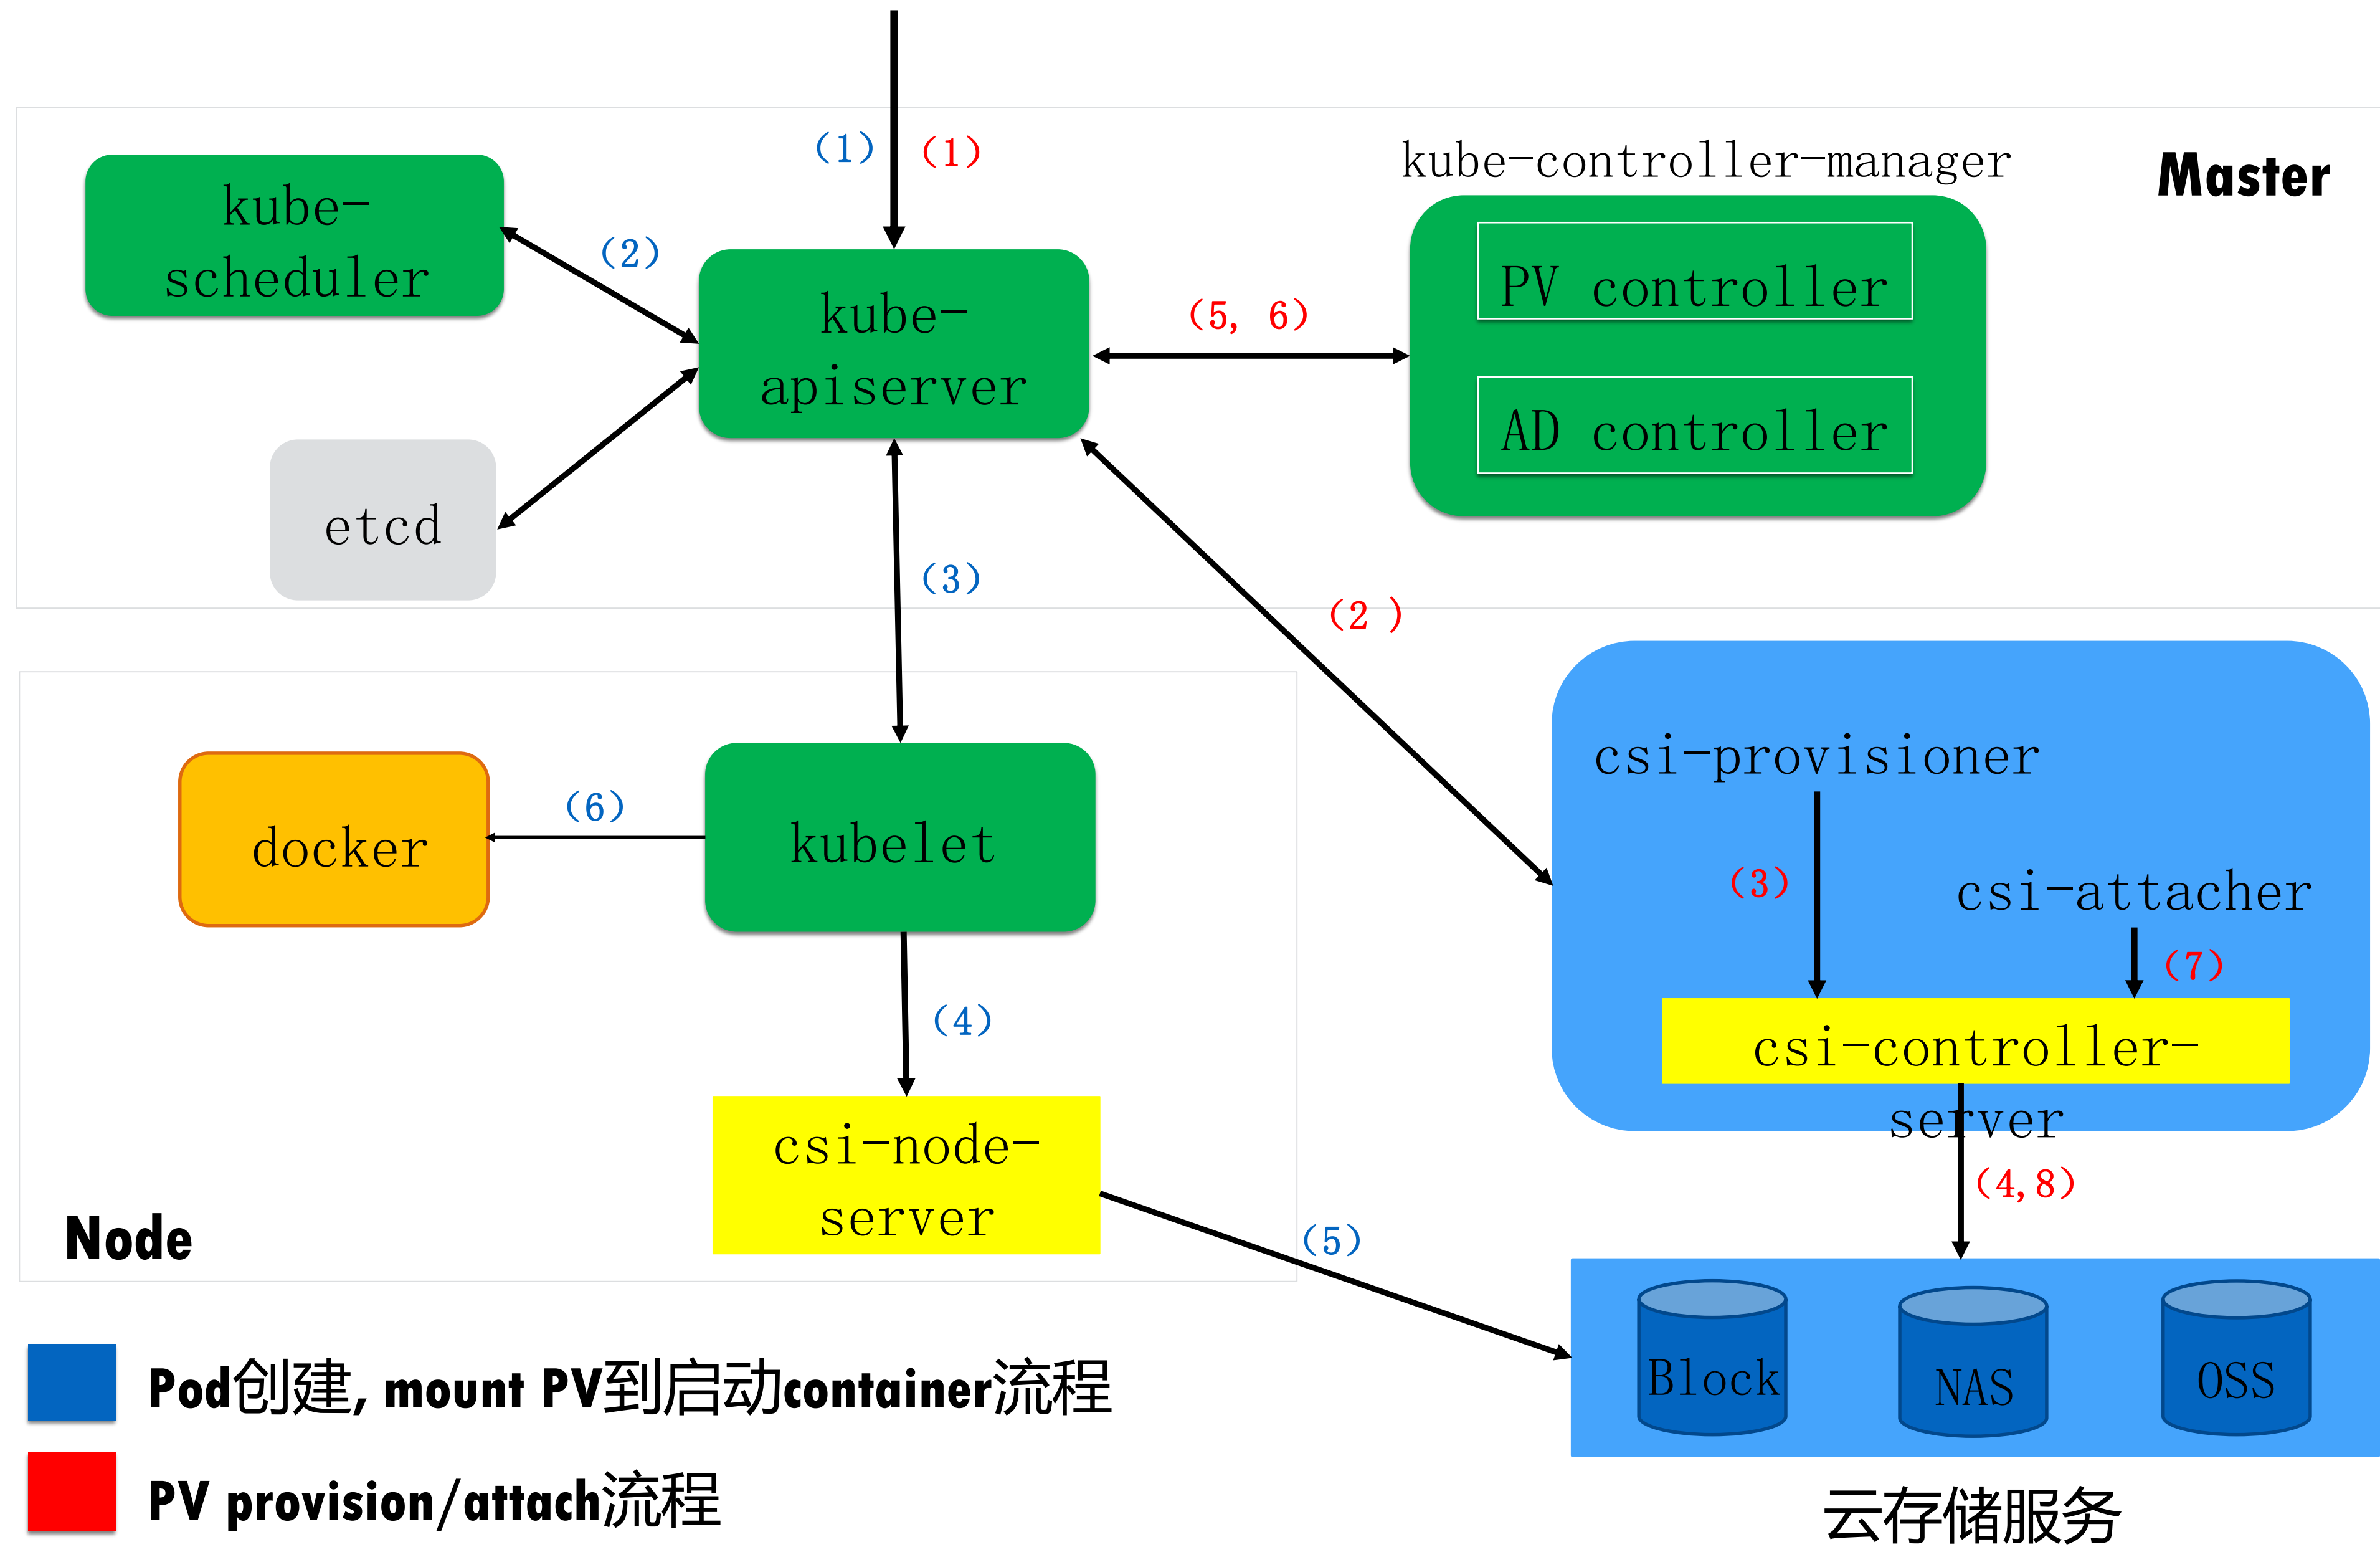 （1）
（1）
kube-controller-manager
Master
kube-
scheduler
（2）
kube-
apiserver
（5, 6）
PV controller
AD controller
etcd
（3）
（2 ）
csi-provisioner
docker
（6）
kubelet
（3）
csi-attacher
（7）
（4）
csi-controller-
server
csi-node-
server
（4,8）
Node
（5）
Block
NAS
OSS
Pod创建, mount PV到启动container流程
PV provision/attach流程
云存储服务